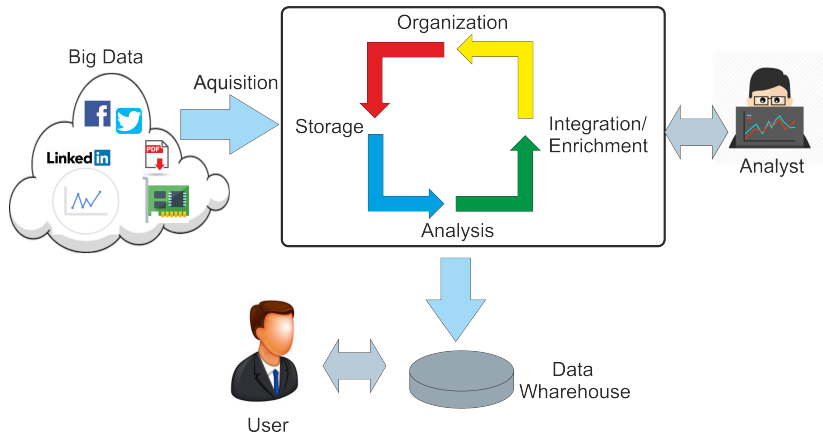 Organization
Big Data
Aquisition
Storage
Integration/
Enrichment
Linked in
PDF
Analyst
Analysis
Data
Wharehouse
User